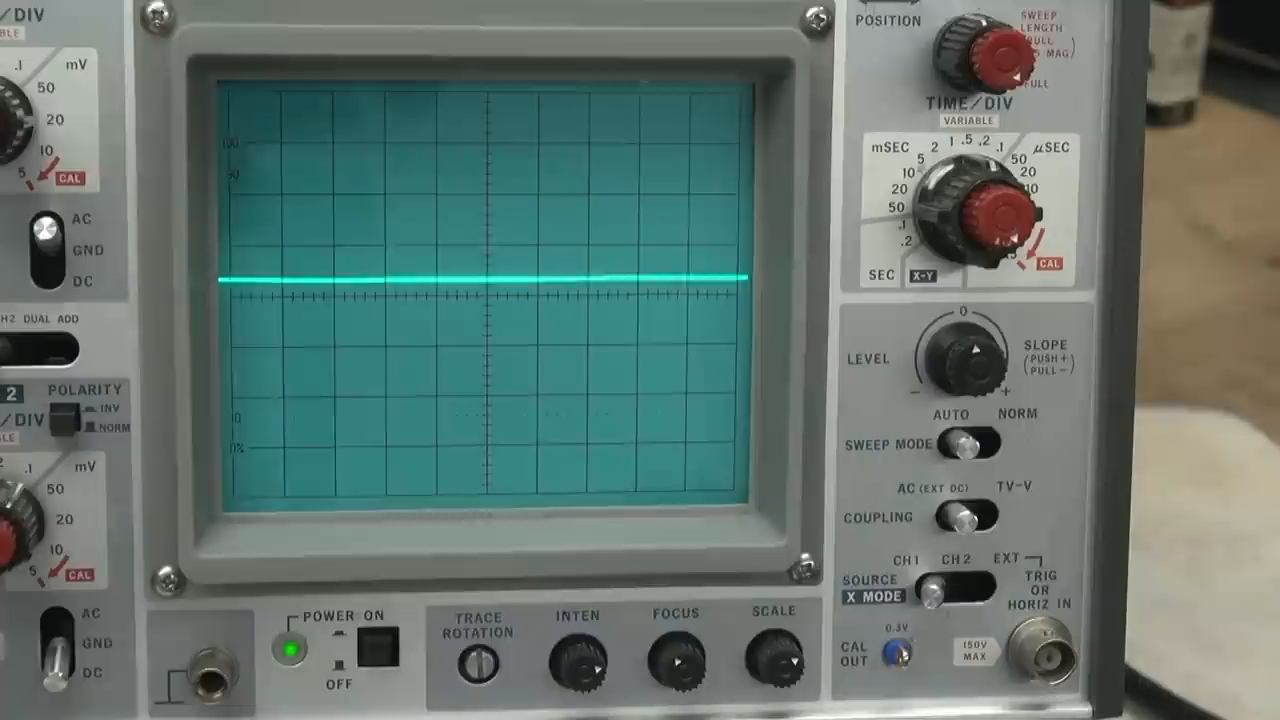 /DIV
BLE
.1
mV
50
20
10
5
CAL
AC
GND
DC
H2 DUAL ADD
2
POLARITY
INV
NORM
/DIV
.1
mV
50
20
10
5
CAL
AC
GND
DC
100
0%
POWER ON
OFF
TRACE
ROTATION
INTEN
FOCUS
SCALE
POSITION
SWEEP
LENGTH
FULL
TIME/DIV
VARIABLE
mSEC
5
2
1
.5
.2
.1
50
µSEC
10
20
20
10
50
.1
.2
SEC
X-Y
CAL
LEVEL
0
SLOPE
(PUSH +
PULL -)
- +
AUTO
NORM
SWEEP MODE
AC (EXT DC)
TV-V
COUPLING
CH1
CH2
EXT
SOURCE
X MODE
TRIG
OR
HORIZ IN
0.3V
CAL
OUT
150V
MAX